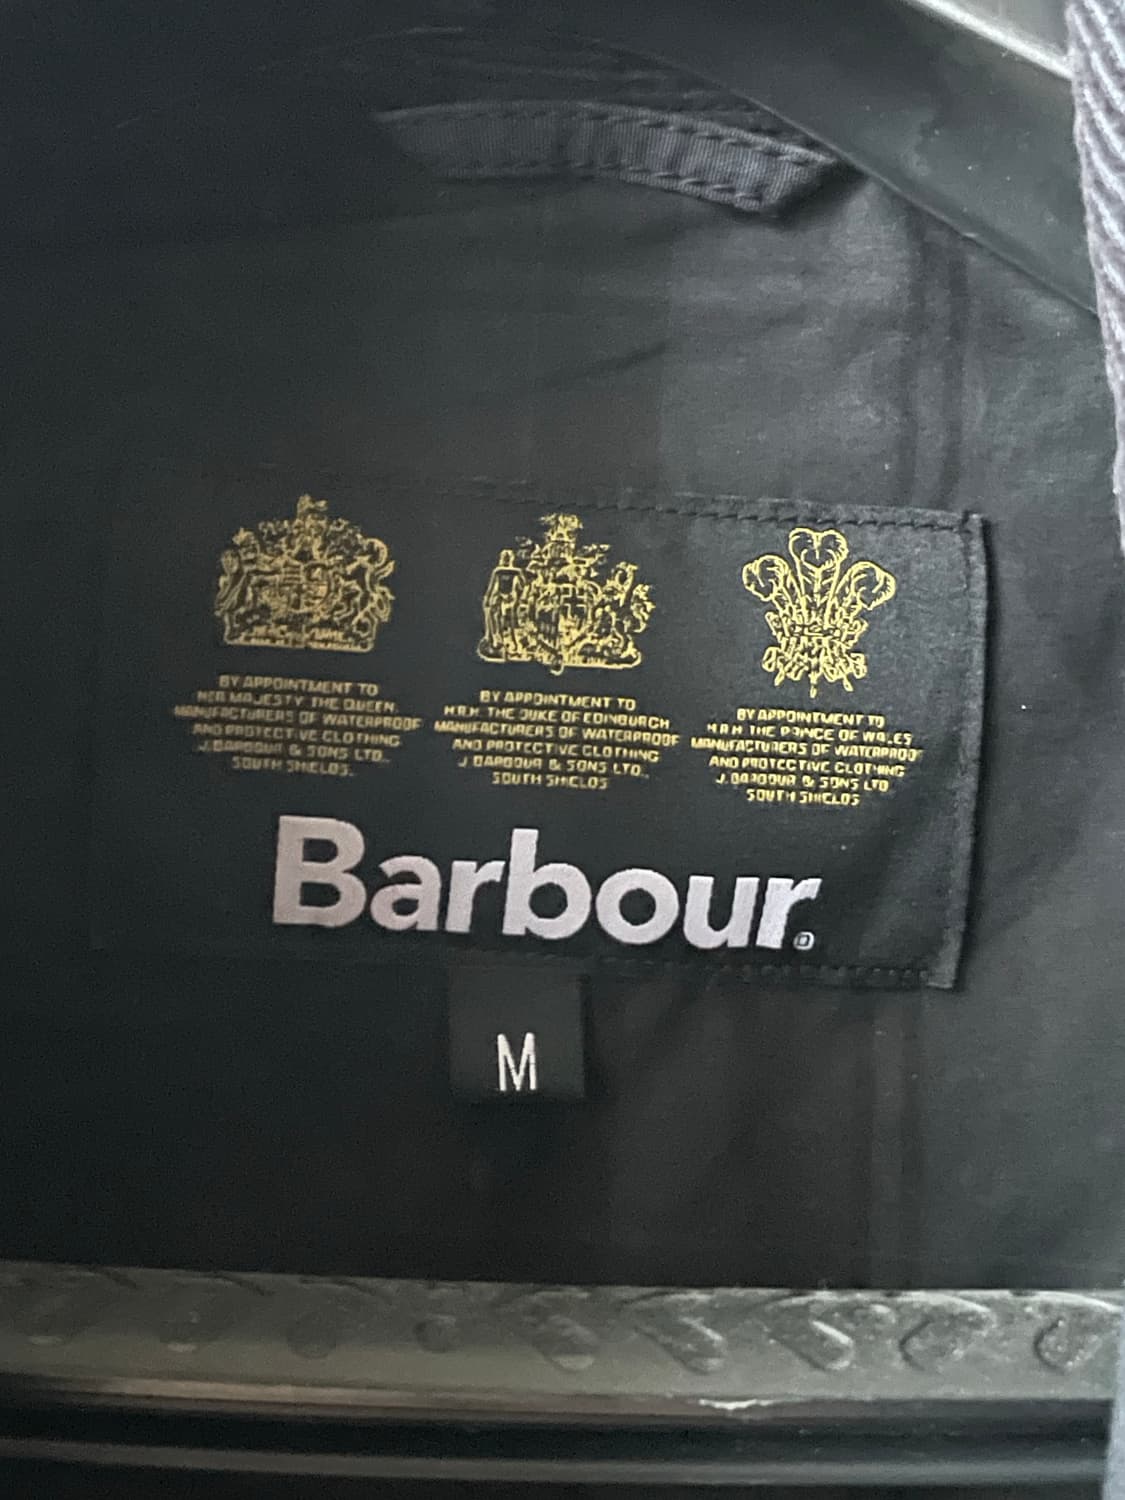 BY APPOINTMENT TO
HER MAJESTY THE QUEEN
MANUFACTURERS OF WATERPROOF
AND PROTECTIVE CLOTHING
J. BARBOUR & SONS LTD.,
SOUTH SHIELDS.
BY APPOINTMENT TO
H.R.H. THE DUKE OF EDINBURGH
MANUFACTURERS OF WATERPROOF
AND PROTECTIVE CLOTHING
J. BARBOUR & SONS LTD.,
SOUTH SHIELDS
BY APPOINTMENT TO
H.R.H THE PRINCE OF WALES
MANUFACTURERS OF WATERPROOF
AND PROTECTIVE CLOTHING
J. BARBOUR & SONS LTD
SOUTH SHIELDS
Barbour.
M